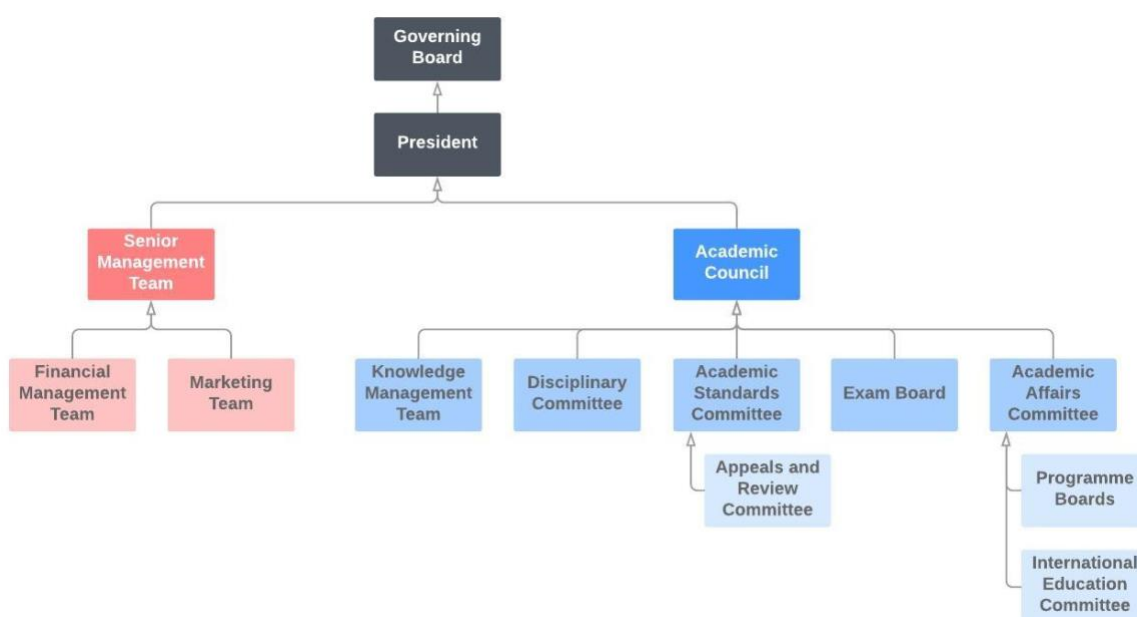 Governing
Board
President
Senior
Management
Team
Academic
Council
Financial
Management
Team
Marketing
Team
Knowledge
Management
Team
Disciplinary
Committee
Academic
Standards
Committee
Exam Board
Academic
Affairs
Committee
Appeals and
Review
Committee
Programme
Boards
International
Education
Committee